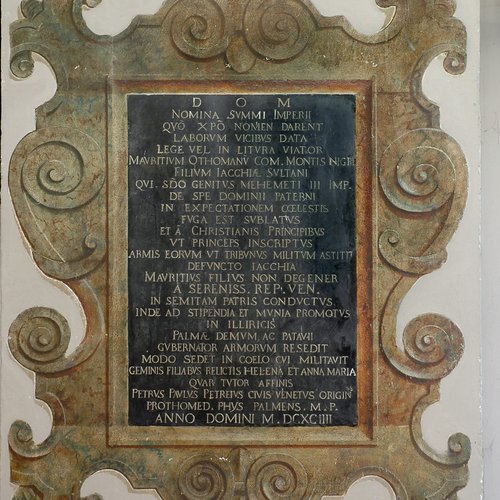 D O M
NOMINA SVMMI IMPERII
QVÓ XPÕ NOMEN DARENT
LABORVM VICIBVS DATA
LEGE VEL IN LITVRA VIATOR
MAVRITIVM OTHOMANV COM. MONTIS NIGRI
FILIVM IACCHIÆ SVLTANI
QVI SDO GENITVS MEHEMETI III IMP.
DE SPE DOMINII PATERNI
IN EXPECTATIONEM CŒLESTIS
FVGA EST SVBLATVS
ET Á CHRISTIANIS PRINCIPIBVS
VT PRINCEPS INSCRIPTVS
ARMIS EORVM VT TRIBVNVS MILITVM ASTITIT
DEFVNCTO IACCHIA
MAVRITIVS FILIVS NON DEGENER
A SERENISS. REP. VEN.
IN SEMITAM PATRIS CONDVCTVS
INDE AD STIPENDIA ET MVNIA PROMOTVS
IN ILLIRICIS
PALMÆ DEMVM, AC PATAVII
GVBERNATOR ARMORVM RESEDIT
MODO SEDET IN COELO CVI MILITAVIT
GEMINIS FILIABVS RELICTIS HELENA ET ANNA MARIA
QVAR TVTOR AFFINIS
PETRVS PAVLVS PETREIVS CIVIS VENETVS ORIGIN
PROTHOMED. PHYS PALMENS. M. P.
ANNO DOMINI M. DCXCIIII